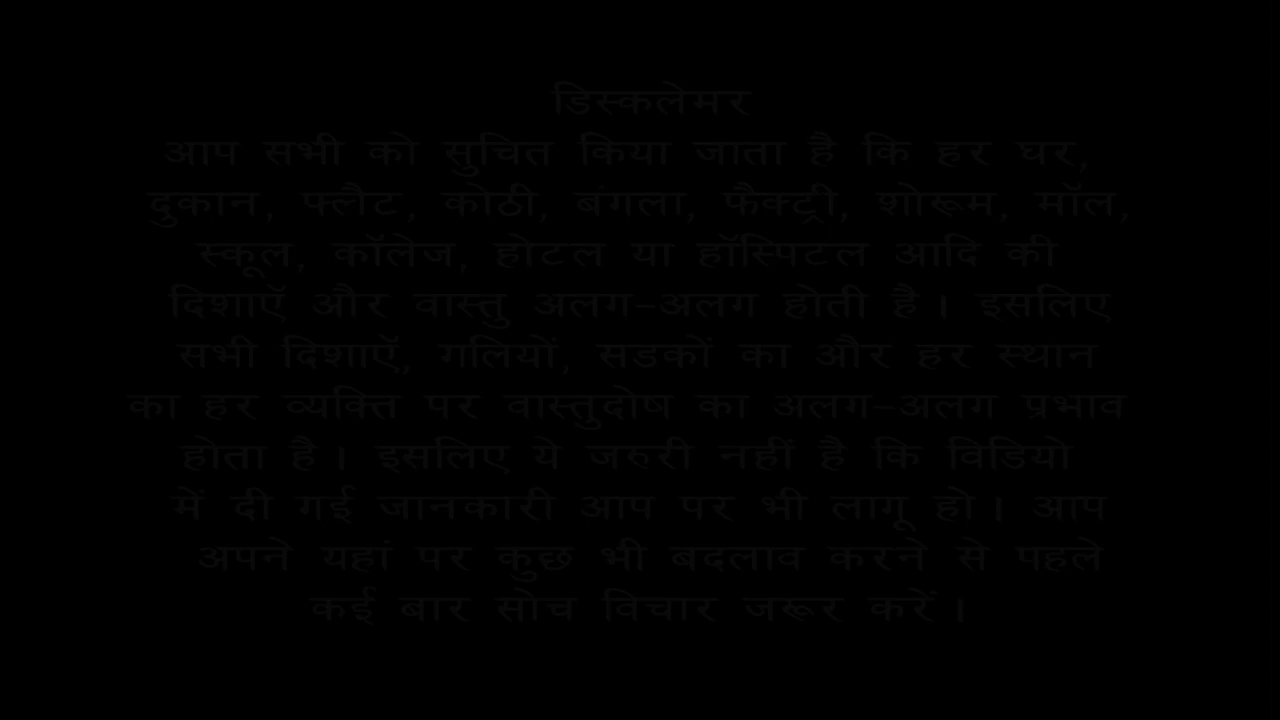 डिस्कलेमर
आप सभी को सुचित किया जाता है कि हर घर,
दुकान, फ्लैट, कोठी, बंगला, फैक्ट्री, शोरूम, मॉल,
स्कूल, कॉलेज, होटल या हॉस्पिटल आदि की
दिशाऍ और वास्तु अलग-अलग होती है। इसलिए
सभी दिशाऍ, गलियों, सडकों का और हर स्थान
का हर व्यक्ति पर वास्तुदोष का अलग-अलग प्रभाव
होता है। इसलिए ये जरुरी नहीं है कि विडियो
में दी गई जानकारी आप पर भी लागू हो। आप
अपने यहां पर कुछ भी बदलाव करने से पहले
कई बार सोच विचार जरूर करें।